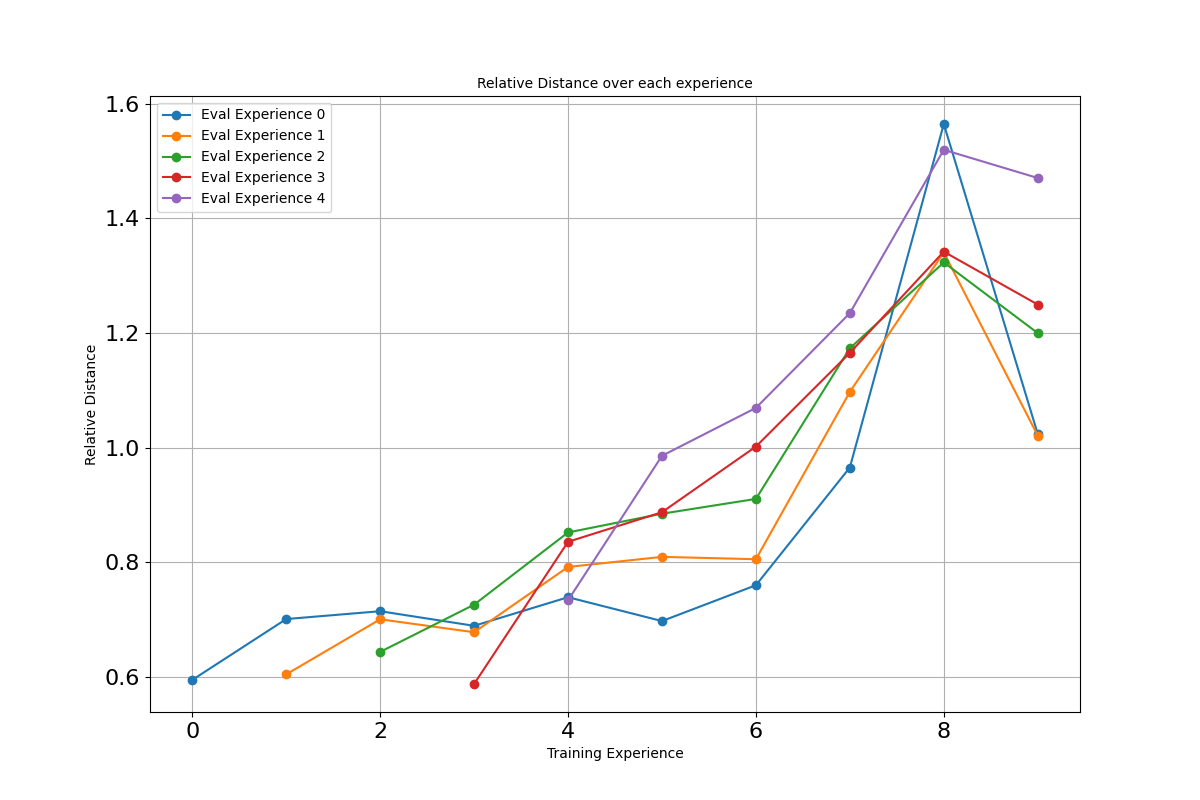 Relative Distance over each experience
1.6
1.4
1.2
1.0
0.8
0.6
Relative Distance
Eval Experience 0
Eval Experience 1
Eval Experience 2
Eval Experience 3
Eval Experience 4
0 2 4 6 8
Training Experience